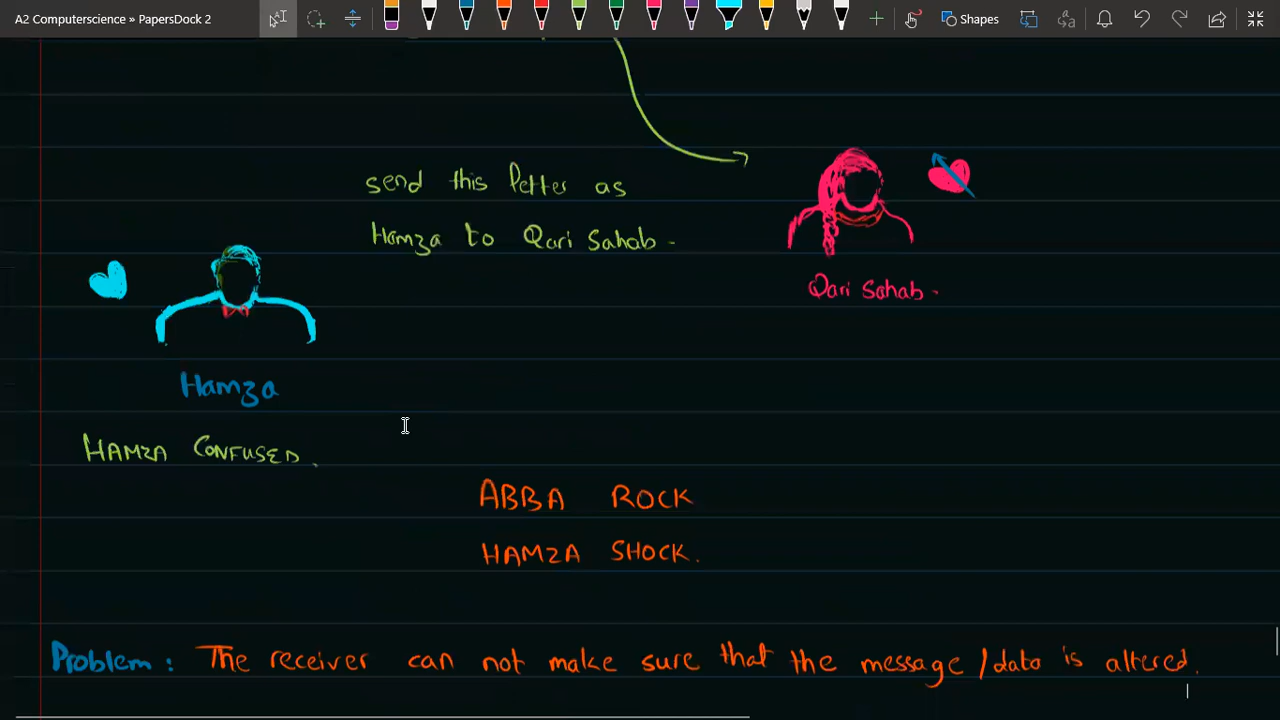 A2 Computerscience » PapersDock 2
Shapes
send this letter as
Hamza to Qari Sahab -
Qari Sahab -
Hamza
HAMZA CONFUSED.
ABBA ROCK
HAMZA SHOCK.
Problem: The receiver can not make sure that the message/data is altered.